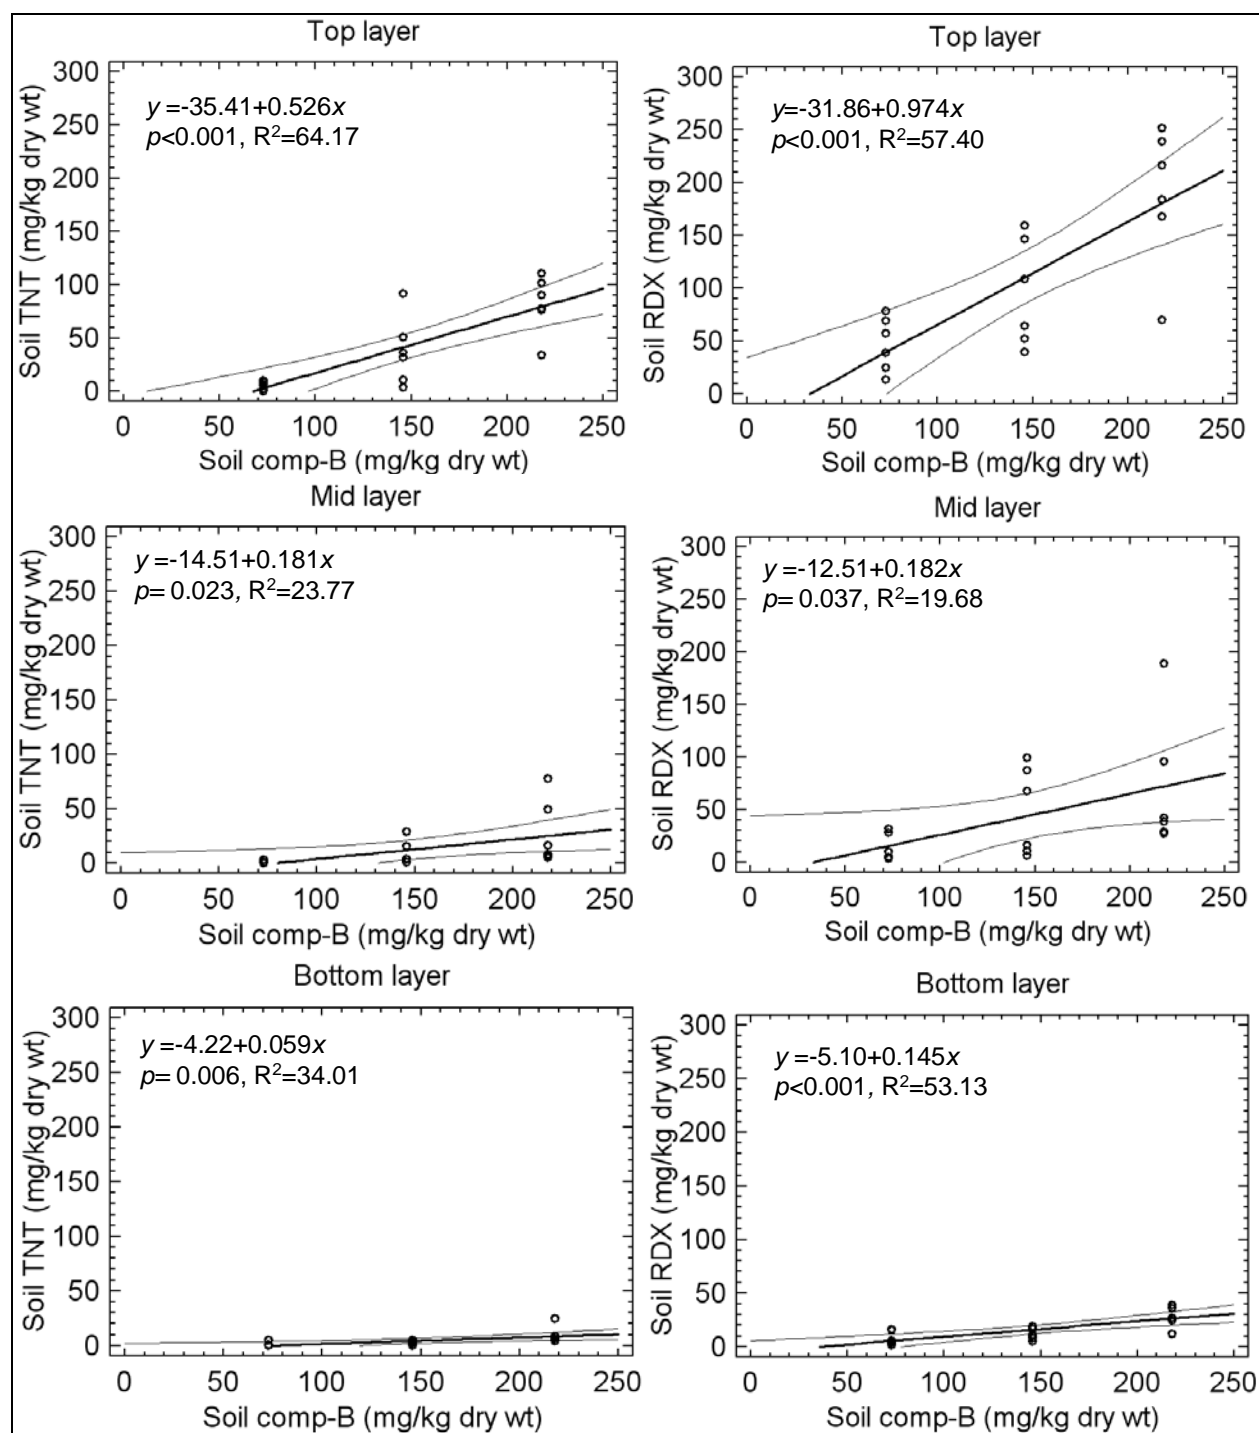 Top layer
Soil TNT (mg/kg dry wt)
300
250
200
150
100
50
0
y =-35.41+0.526x
p<0.001, R²=64.17
0 50 100 150 200 250
Soil comp-B (mg/kg dry wt)
Top layer
Soil RDX (mg/kg dry wt)
300
250
200
150
100
50
0
y=-31.86+0.974x
p<0.001, R²=57.40
0 50 100 150 200 250
Soil comp-B (mg/kg dry wt)
Mid layer
Soil TNT (mg/kg dry wt)
300
250
200
150
100
50
0
y =-14.51+0.181x
p= 0.023, R²=23.77
0 50 100 150 200 250
Soil comp-B (mg/kg dry wt)
Mid layer
Soil RDX (mg/kg dry wt)
300
250
200
150
100
50
0
y =-12.51+0.182x
p= 0.037, R²=19.68
0 50 100 150 200 250
Soil comp-B (mg/kg dry wt)
Bottom layer
Soil TNT (mg/kg dry wt)
300
250
200
150
100
50
0
y =-4.22+0.059x
p= 0.006, R²=34.01
0 50 100 150 200 250
Soil comp-B (mg/kg dry wt)
Bottom layer
Soil RDX (mg/kg dry wt)
300
250
200
150
100
50
0
y =-5.10+0.145x
p<0.001, R²=53.13
0 50 100 150 200 250
Soil comp-B (mg/kg dry wt)